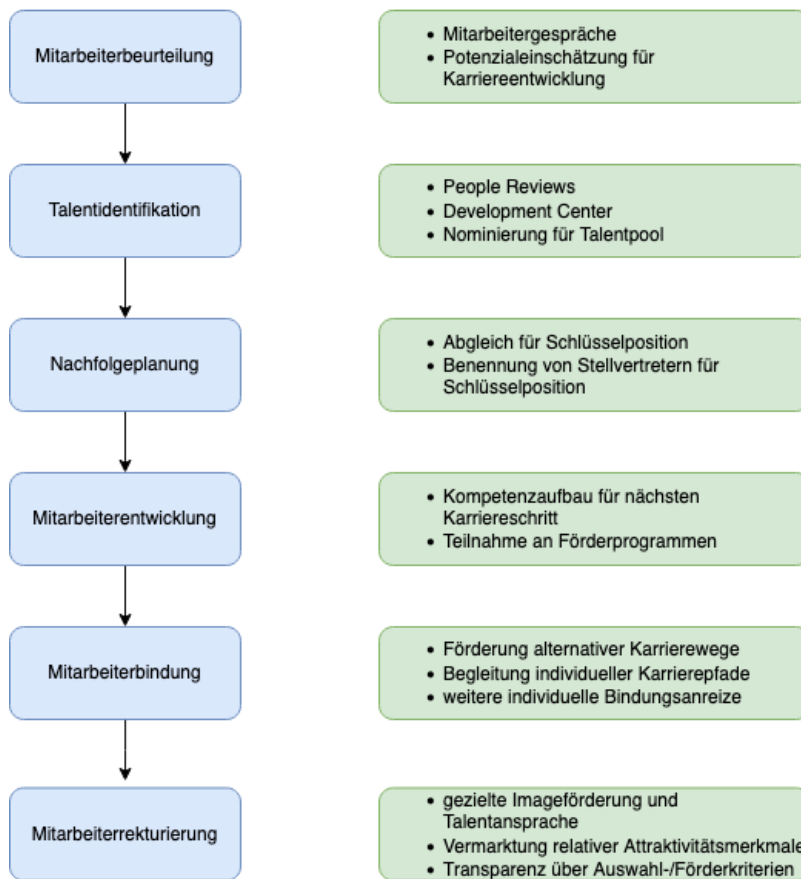 Mitarbeiterbeurteilung
• Mitarbeitergespräche
• Potenzialeinschätzung für
Karriereentwicklung
Talentidentifikation
• People Reviews
• Development Center
• Nominierung für Talentpool
Nachfolgeplanung
• Abgleich für Schlüsselposition
• Benennung von Stellvertretern für
Schlüsselposition
Mitarbeiterentwicklung
• Kompetenzaufbau für nächsten
Karriereschritt
• Teilnahme an Förderprogrammen
Mitarbeiterbindung
• Förderung alternativer Karrierewege
• Begleitung individueller Karrierepfade
• weitere individuelle Bindungsanreize
Mitarbeiterrekturierung
• gezielte Imageförderung und
Talentansprache
• Vermarktung relativer Attraktivitätsmerkmale
• Transparenz über Auswahl-/Förderkriterien